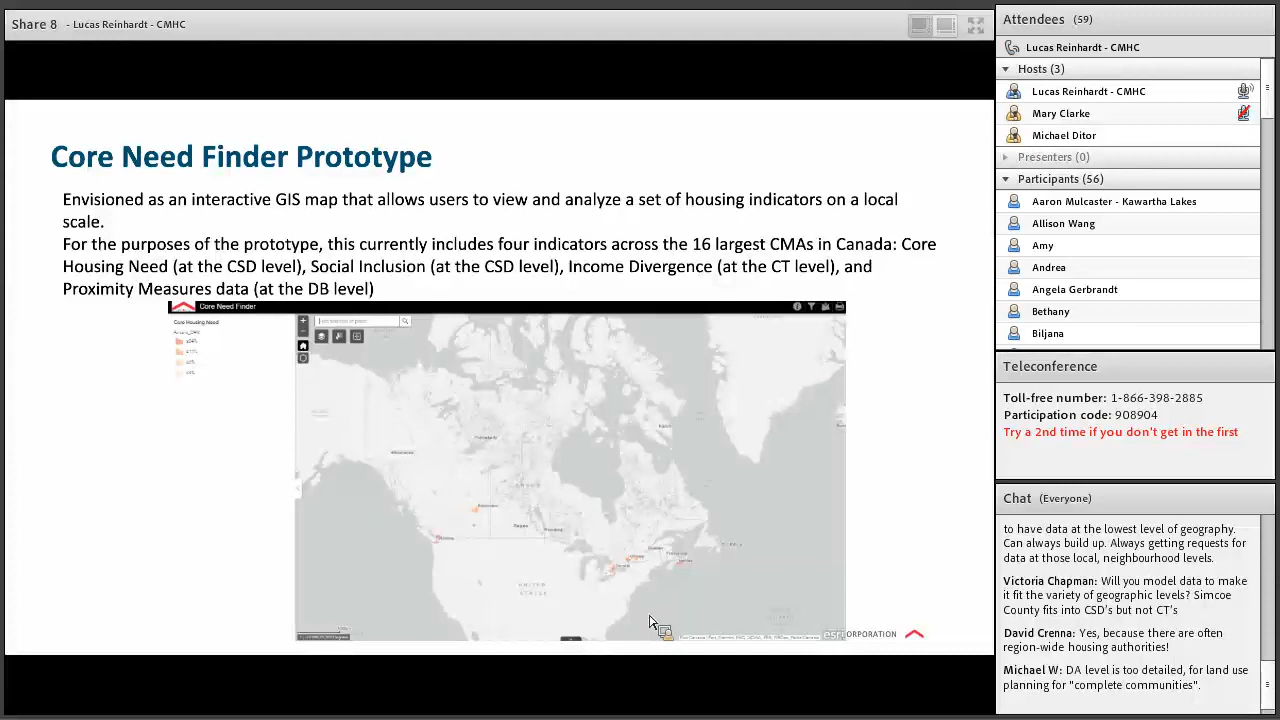 Share 8 - Lucas Reinhardt - CMHC
Core Need Finder Prototype
Envisioned as an interactive GIS map that allows users to view and analyze a set of housing indicators on a local
scale.
For the purposes of the prototype, this currently includes four indicators across the 16 largest CMAs in Canada: Core
Housing Need (at the CSD level), Social Inclusion (at the CSD level), Income Divergence (at the CT level), and
Proximity Measures data (at the DB level)
Core Need Finder
Core Housing Need
UNITED
STATES
esri
ORPORATION
Attendees (59)
Lucas Reinhardt - CMHC
Hosts (3)
Lucas Reinhardt - CMHC
Mary Clarke
Michael Ditor
Presenters (0)
Participants (56)
Aaron Mulcaster - Kawartha Lakes
Allison Wang
Amy
Andrea
Angela Gerbrandt
Bethany
Biljana
Teleconference
Toll-free number: 1-866-398-2885
Participation code: 908904
Try a 2nd time if you don't get in the first
Chat (Everyone)
to have data at the lowest level of geography.
Can always build up. Always getting requests for
data at the local, neighbourhood levels.
Victoria Chapman: Will you model data to make
it fit the variety of geographic levels? Simcoe
County fits into CSD's but not CT's
region-wide housing authorities!
Michael W: DA level is too detailed, for land use
planning for "complete communities".